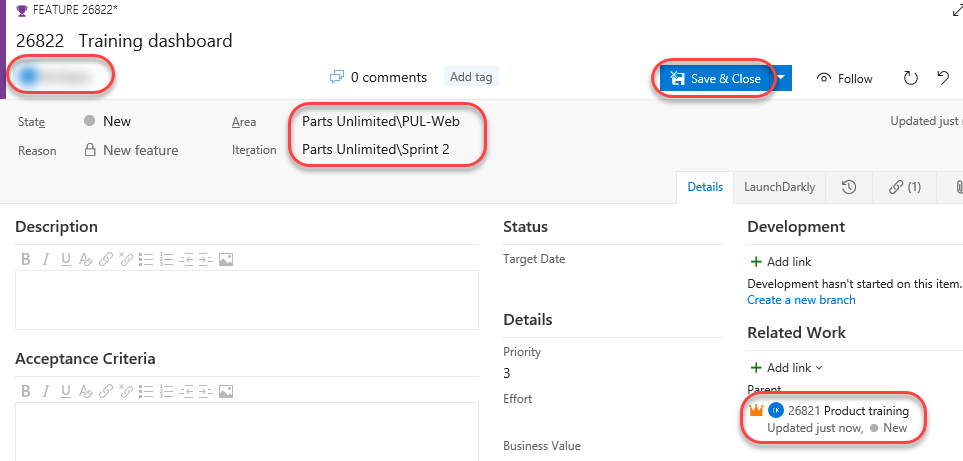 FEATURE 26822*
26822 Training dashboard
0 comments
Add tag
Save & Close
Follow
State
New
Area
Parts Unlimited\PUL-Web
Updated just
Reason
New feature
Iteration
Parts Unlimited\Sprint 2
Details
LaunchDarkly
(1)
Description
Status
Development
B I U
Target Date
Add link
Development hasn't started on this item.
Create a new branch
Details
Related Work
Acceptance Criteria
Priority
3
Add link
B I U
Effort
Parent
26821 Product training
Updated just now, New
Business Value